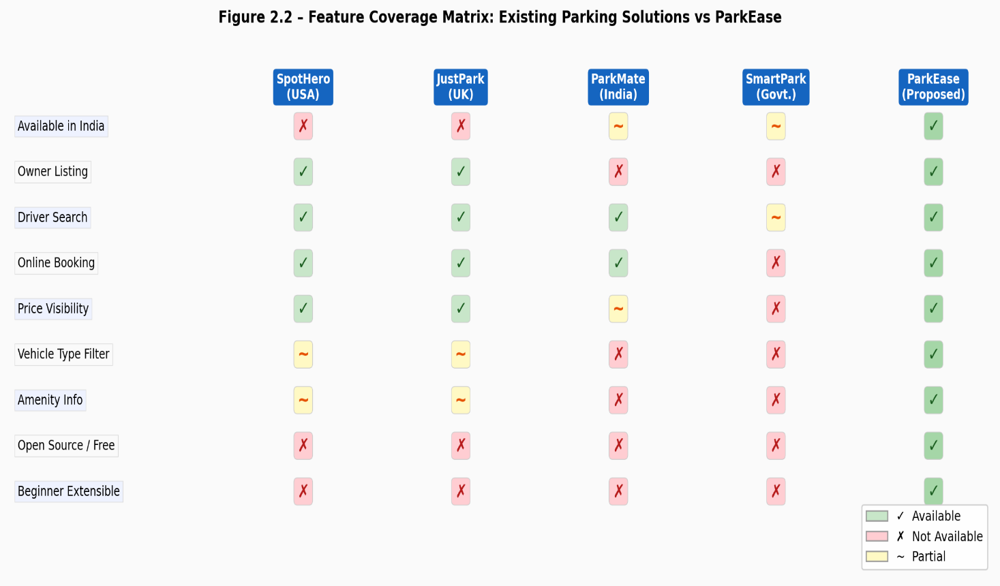 Figure 2.2 – Feature Coverage Matrix: Existing Parking Solutions vs ParkEase
SpotHero (USA) JustPark (UK) ParkMate (India) SmartPark (Govt.) ParkEase (Proposed)
Available in India ✗ ✗ ~ ~ ✓
Owner Listing ✓ ✓ ✗ ✗ ✓
Driver Search ✓ ✓ ✓ ~ ✓
Online Booking ✓ ✓ ✓ ✗ ✓
Price Visibility ✓ ✓ ~ ✗ ✓
Vehicle Type Filter ~ ~ ✗ ✗ ✓
Amenity Info ~ ~ ✗ ✗ ✓
Open Source / Free ✗ ✗ ✗ ✗ ✓
Beginner Extensible ✗ ✗ ✗ ✗ ✓
✓ Available
✗ Not Available
~ Partial